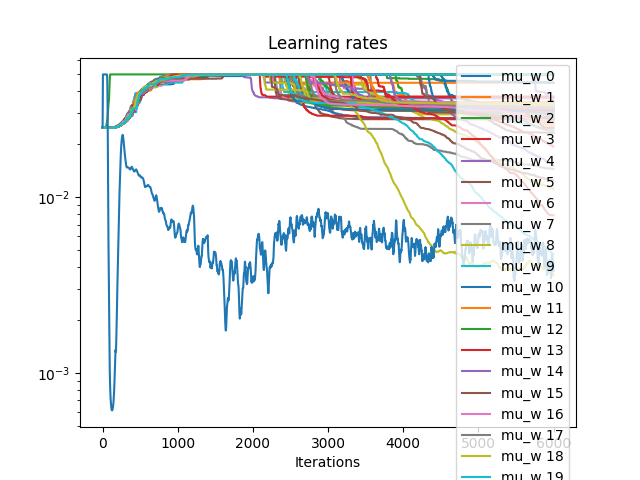 Learning rates
10⁻²
10⁻³
0
1000
2000
3000
4000
5000
6000
Iterations
mu_w 0
mu_w 1
mu_w 2
mu_w 3
mu_w 4
mu_w 5
mu_w 6
mu_w 7
mu_w 8
mu_w 9
mu_w 10
mu_w 11
mu_w 12
mu_w 13
mu_w 14
mu_w 15
mu_w 16
mu_w 17
mu_w 18
mu_w 19